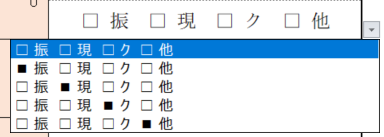 0
□ 振 □ 現 □ ク □ 他
□ 振 □ 現 □ ク □ 他
■ 振 □ 現 □ ク □ 他
□ 振 ■ 現 □ ク □ 他
□ 振 □ 現 ■ ク □ 他
□ 振 □ 現 □ ク ■ 他